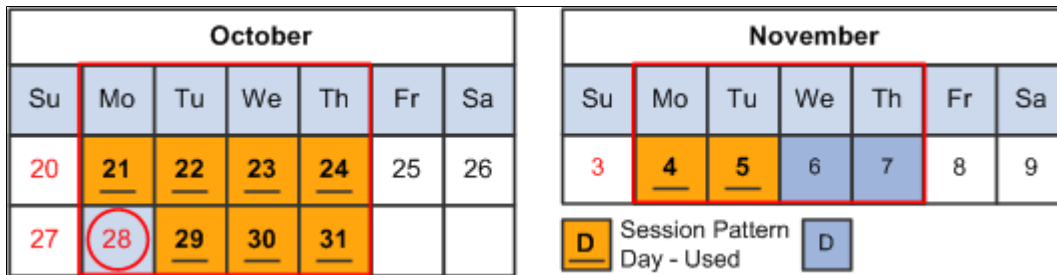 October
Su Mo Tu We Th Fr Sa
20 21 22 23 24 25 26
27 28 29 30 31
November
Su Mo Tu We Th Fr Sa
3 4 5 6 7 8 9
D Session Pattern D
Day - Used